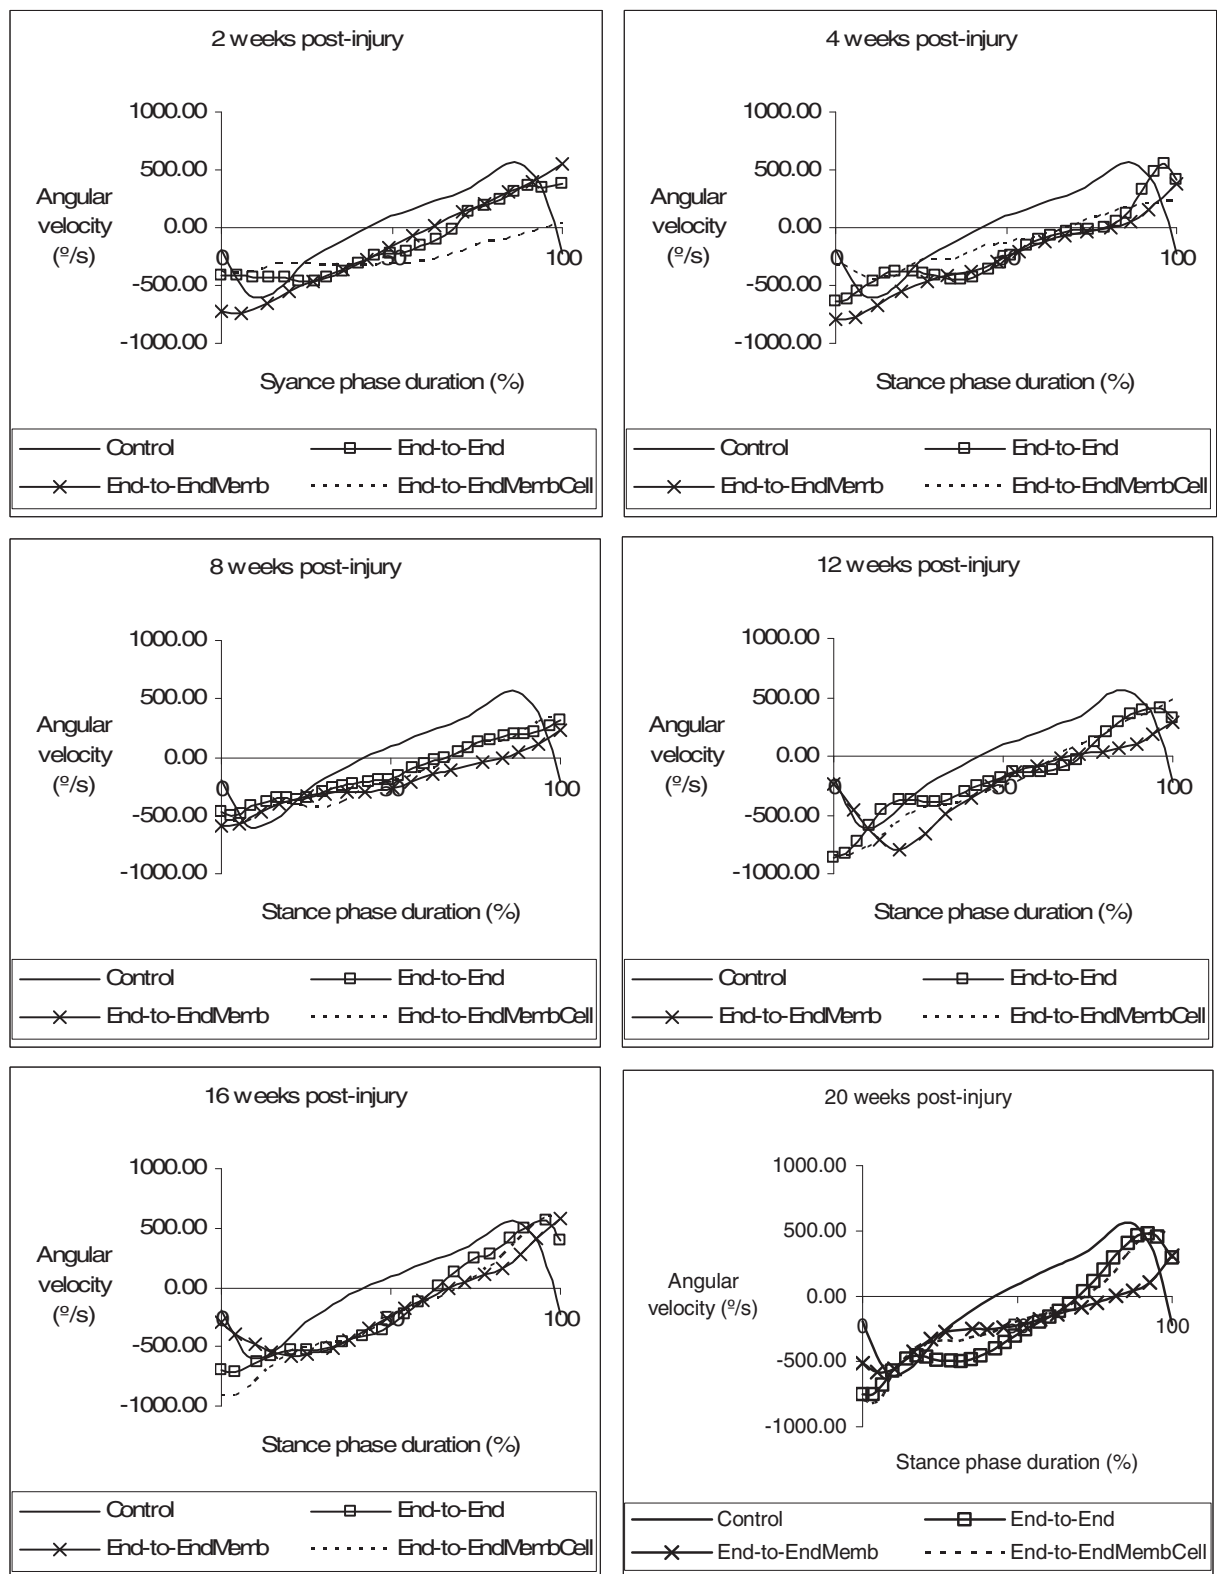 2 weeks post-injury
1000.00
500.00
0.00
-500.00
-1000.00
Angular
velocity
(º/s)
0
50
100
Syance phase duration (%)
Control
End-to-End
End-to-EndMemb
End-to-EndMembCell
4 weeks post-injury
1000.00
500.00
0.00
-500.00
-1000.00
Angular
velocity
(º/s)
0
50
100
Stance phase duration (%)
Control
End-to-End
End-to-EndMemb
End-to-EndMembCell
8 weeks post-injury
1000.00
500.00
0.00
-500.00
-1000.00
Angular
velocity
(º/s)
0
50
100
Stance phase duration (%)
Control
End-to-End
End-to-EndMemb
End-to-EndMembCell
12 weeks post-injury
1000.00
500.00
0.00
-500.00
-1000.00
Angular
velocity
(º/s)
0
50
100
Stance phase duration (%)
Control
End-to-End
End-to-EndMemb
End-to-EndMembCell
16 weeks post-injury
1000.00
500.00
0.00
-500.00
-1000.00
Angular
velocity
(º/s)
0
50
100
Stance phase duration (%)
Control
End-to-End
End-to-EndMemb
End-to-EndMembCell
20 weeks post-injury
1000.00
500.00
0.00
-500.00
-1000.00
Angular
velocity (º/s)
0
50
100
Stance phase duration (%)
Control
End-to-End
End-to-EndMemb
End-to-EndMembCell